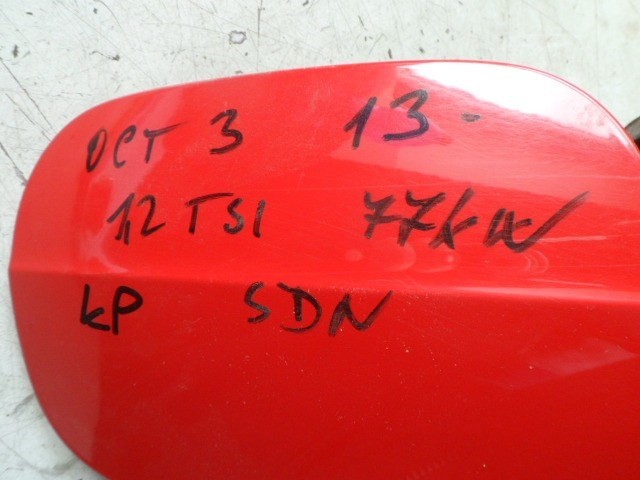 OCT 3 13-
1,2 TSI 77kW
kP SDN